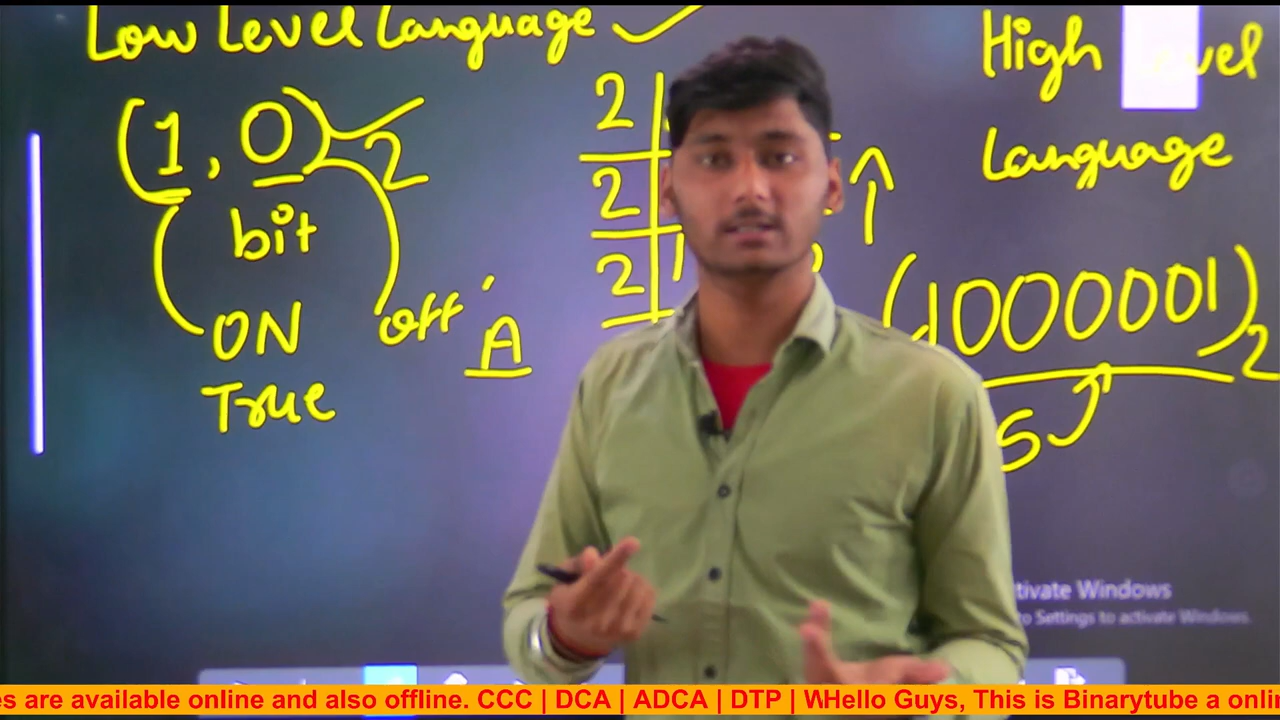 Low Level Language
High
Language
(1, 0)2
bit
ON
off
True
A
2
2
2
(1000001)2
Activate Windows
to Settings to activate Windows.
es are available online and also offline. CCC | DCA | ADCA | DTP | WHello Guys, This is Binarytube a onli